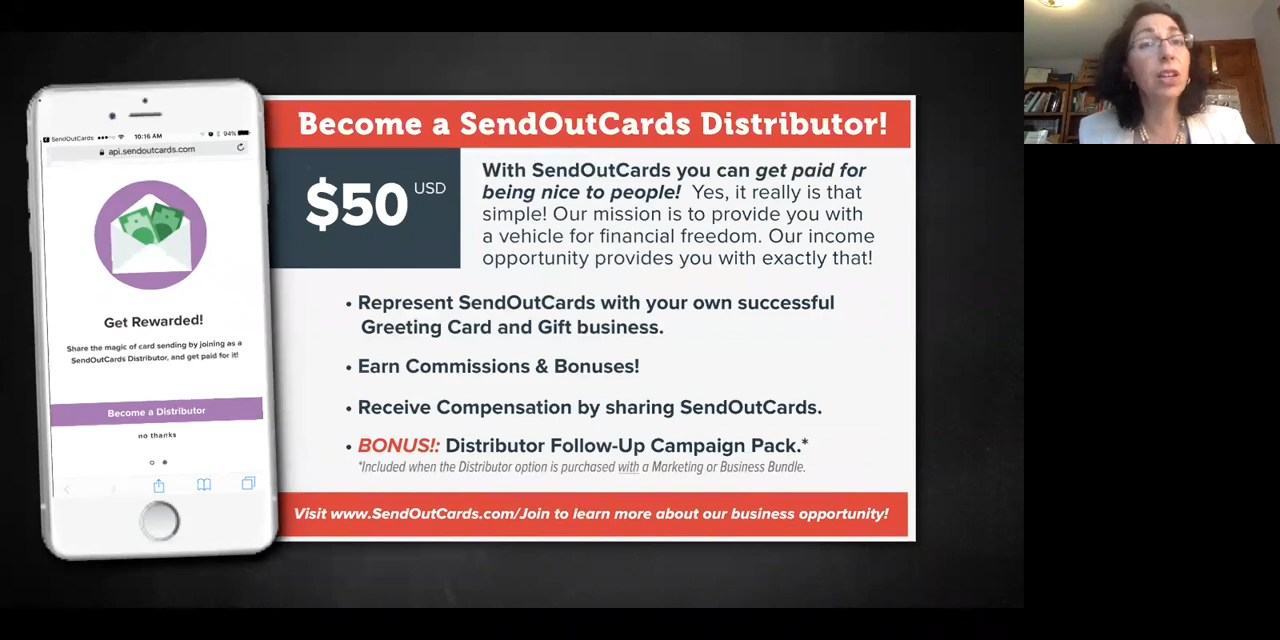 SendOutCards
10:16 AM
94%
api.sendoutcards.com
Get Rewarded!
Share the magic of card sending by joining as a
SendOutCards Distributor, and get paid for it!
Become a Distributor
no thanks
Become a SendOutCards Distributor!
$50 USD
With SendOutCards you can get paid for
being nice to people! Yes, it really is that
simple! Our mission is to provide you with
a vehicle for financial freedom. Our income
opportunity provides you with exactly that!
• Represent SendOutCards with your own successful
Greeting Card and Gift business.
• Earn Commissions & Bonuses!
• Receive Compensation by sharing SendOutCards.
• BONUS!: Distributor Follow-Up Campaign Pack.*
*Included when the Distributor option is purchased with a Marketing or Business Bundle.
Visit www.SendOutCards.com/Join to learn more about our business opportunity!